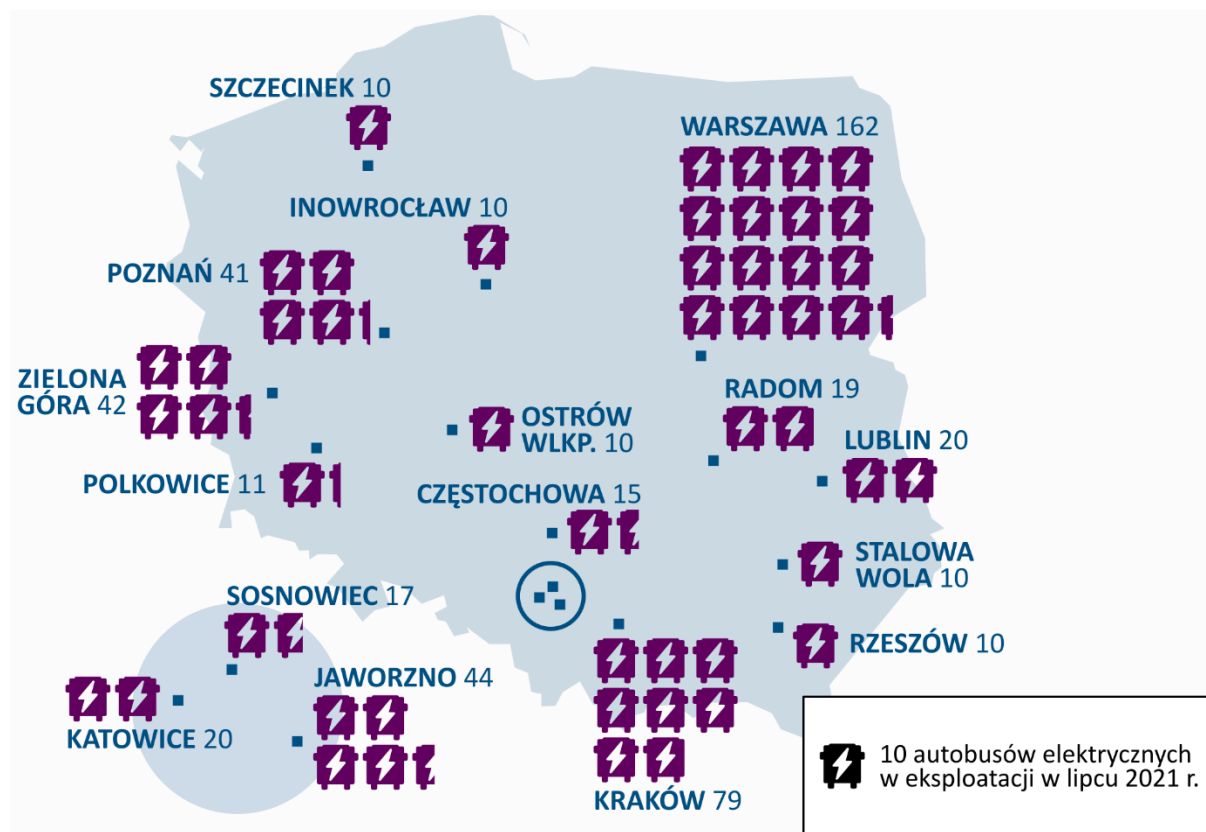 SZCZECINEK 10
WARSZAWA 162
INOWROCŁAW 10
POZNAŃ 41
ZIELONA
GÓRA 42
RADOM 19
OSTRÓW
WLKP. 10
LUBLIN 20
POLKOWICE 11
CZĘSTOCHOWA 15
STALOWA
WOLA 10
SOSNOWIEC 17
RZESZÓW 10
JAWORZNO 44
KATOWICE 20
KRAKÓW 79
10 autobusów elektrycznych
w eksploatacji w lipcu 2021 r.